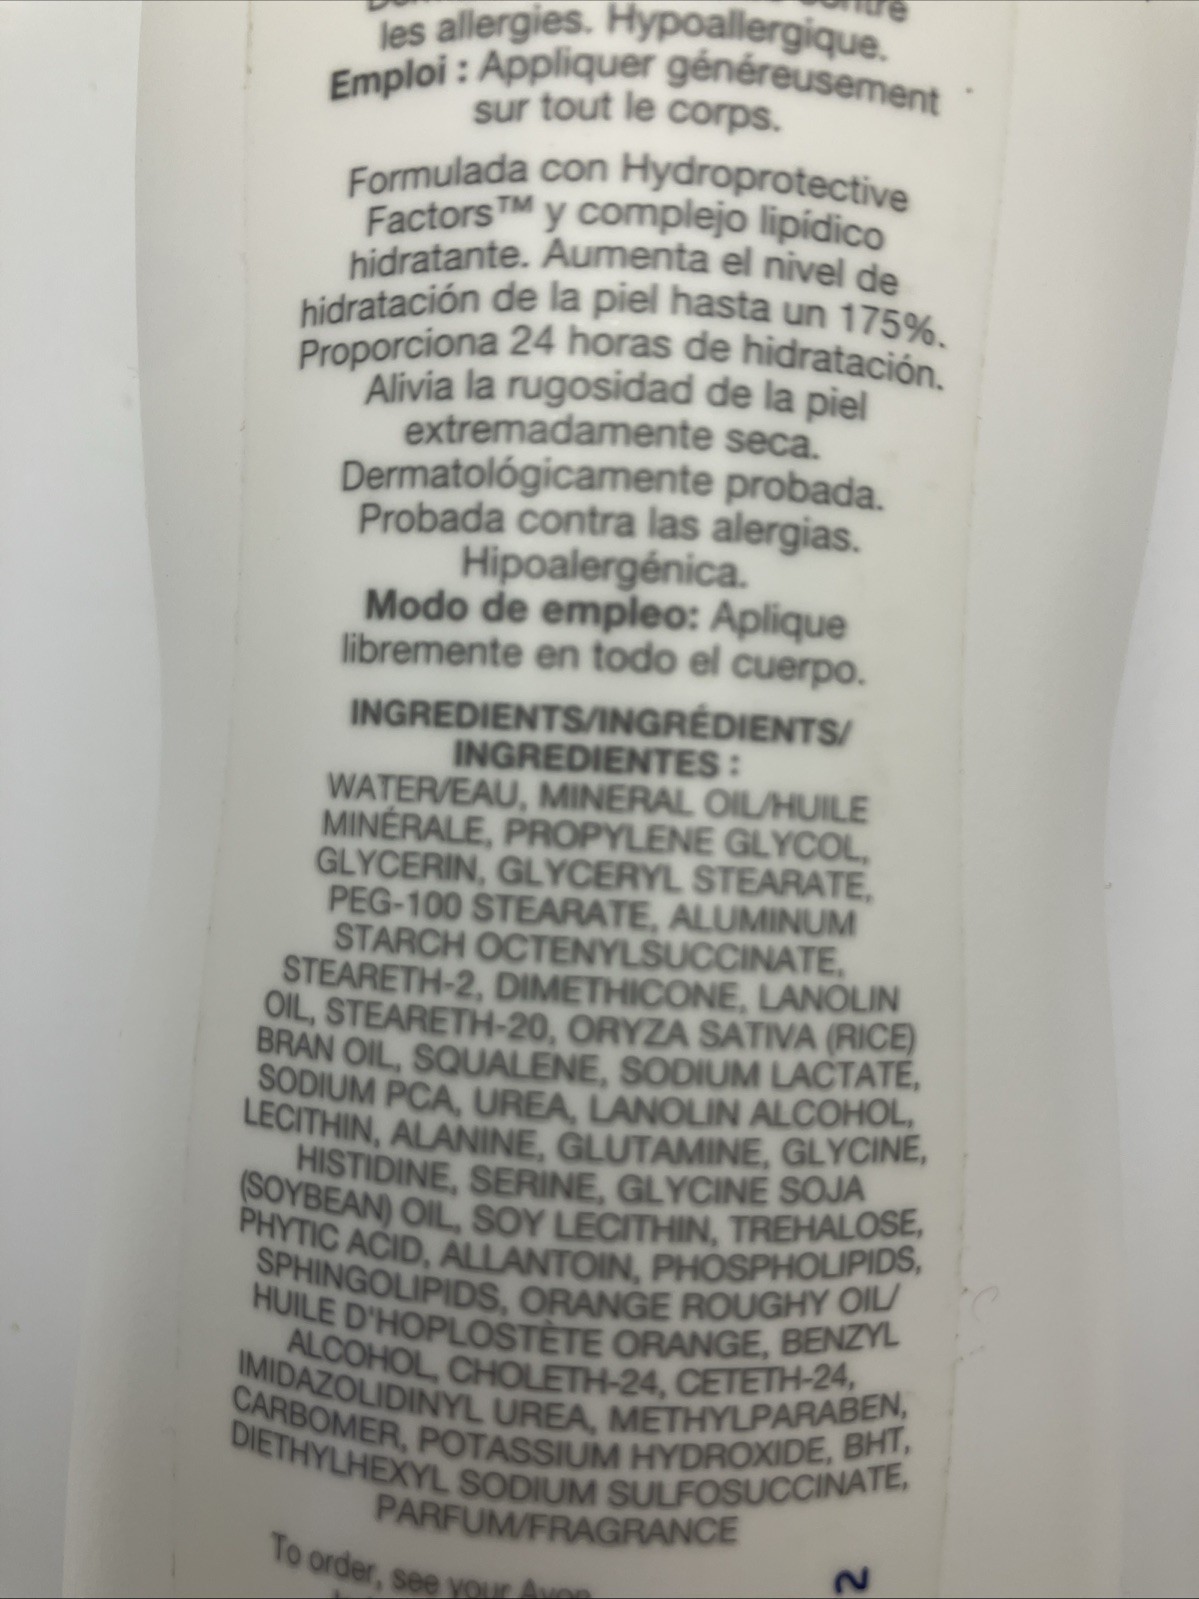 contre
les allergies. Hypoallergique.
Emploi : Appliquer généreusement
sur tout le corps.
Formulada con Hydroprotective
Factors™ y complejo lipídico
hidratante. Aumenta el nivel de
hidratación de la piel hasta un 175%.
Proporciona 24 horas de hidratación.
Alivia la rugosidad de la piel
extremadamente seca.
Dermatológicamente probada.
Probada contra las alergias.
Hipoalergénica.
Modo de empleo: Aplique
libremente en todo el cuerpo.
INGREDIENTS/INGRÉDIENTS/
INGREDIENTES :
WATER/EAU, MINERAL OIL/HUILE
MINÉRALE, PROPYLENE GLYCOL,
GLYCERIN, GLYCERYL STEARATE,
PEG-100 STEARATE, ALUMINUM
STARCH OCTENYLSUCCINATE,
STEARETH-2, DIMETHICONE, LANOLIN
OIL, STEARETH-20, ORYZA SATIVA (RICE)
BRAN OIL, SQUALENE, SODIUM LACTATE,
SODIUM PCA, UREA, LANOLIN ALCOHOL,
LECITHIN, ALANINE, GLUTAMINE, GLYCINE,
HISTIDINE, SERINE, GLYCINE SOJA
(SOYBEAN) OIL, SOY LECITHIN, TREHALOSE,
PHYTIC ACID, ALLANTOIN, PHOSPHOLIPIDS,
SPHINGOLIPIDS, ORANGE ROUGHY OIL/
HUILE D'HOPLOSTÈTE ORANGE, BENZYL
ALCOHOL, CHOLETH-24, CETETH-24,
IMIDAZOLIDINYL UREA, METHYLPARABEN,
CARBOMER, POTASSIUM HYDROXIDE, BHT,
DIETHYLHEXYL SODIUM SULFOSUCCINATE,
PARFUM/FRAGRANCE
To order, see your Avon
2